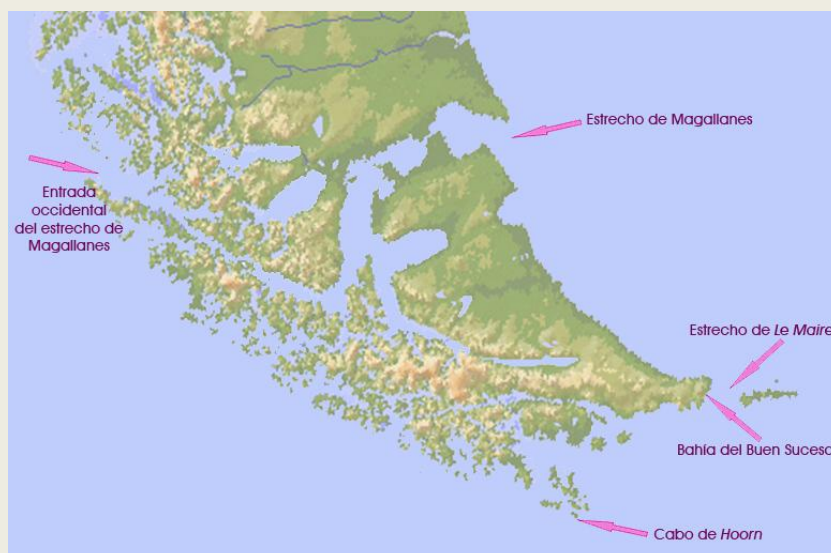 Estrecho de Magallanes
Entrada
occidental
del estrecho de
Magallanes
Estrecho de Le Maire
Bahía del Buen Suceso
Cabo de Hoorn